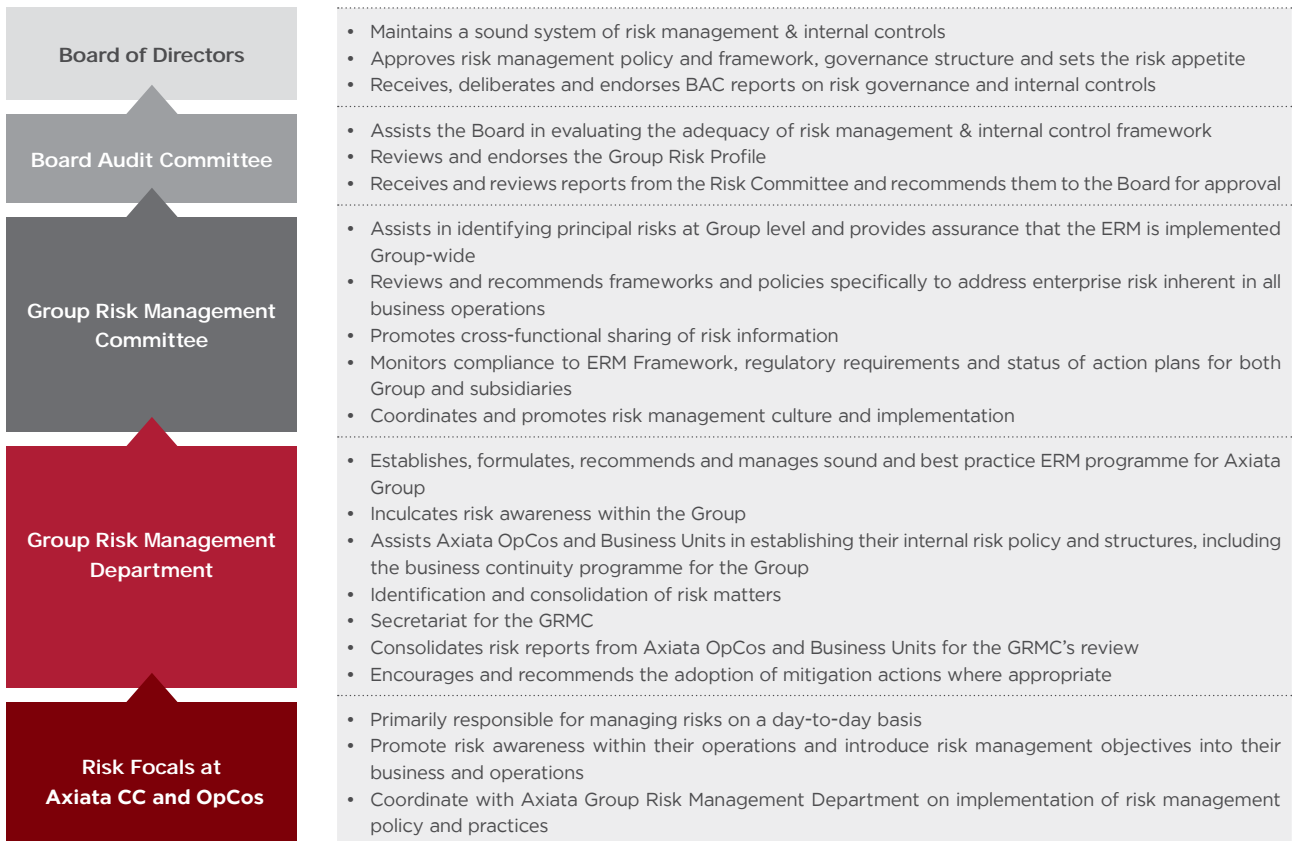 Board of Directors
• Maintains a sound system of risk management & internal controls
• Approves risk management policy and framework, governance structure and sets the risk appetite
• Receives, deliberates and endorses BAC reports on risk governance and internal controls
Board Audit Committee
• Assists the Board in evaluating the adequacy of risk management & internal control framework
• Reviews and endorses the Group Risk Profile
• Receives and reviews reports from the Risk Committee and recommends them to the Board for approval
Group Risk Management
Committee
• Assists in identifying principal risks at Group level and provides assurance that the ERM is implemented
Group-wide
• Reviews and recommends frameworks and policies specifically to address enterprise risk inherent in all
business operations
• Promotes cross-functional sharing of risk information
• Monitors compliance to ERM Framework, regulatory requirements and status of action plans for both
Group and subsidiaries
• Coordinates and promotes risk management culture and implementation
Group Risk Management
Department
• Establishes, formulates, recommends and manages sound and best practice ERM programme for Axiata
Group
• Inculcates risk awareness within the Group
• Assists Axiata OpCos and Business Units in establishing their internal risk policy and structures, including
the business continuity programme for the Group
• Identification and consolidation of risk matters
• Secretariat for the GRMC
• Consolidates risk reports from Axiata OpCos and Business Units for the GRMC's review
• Encourages and recommends the adoption of mitigation actions where appropriate
Risk Focals at
Axiata CC and OpCos
• Primarily responsible for managing risks on a day-to-day basis
• Promote risk awareness within their operations and introduce risk management objectives into their
business and operations
• Coordinate with Axiata Group Risk Management Department on implementation of risk management
policy and practices